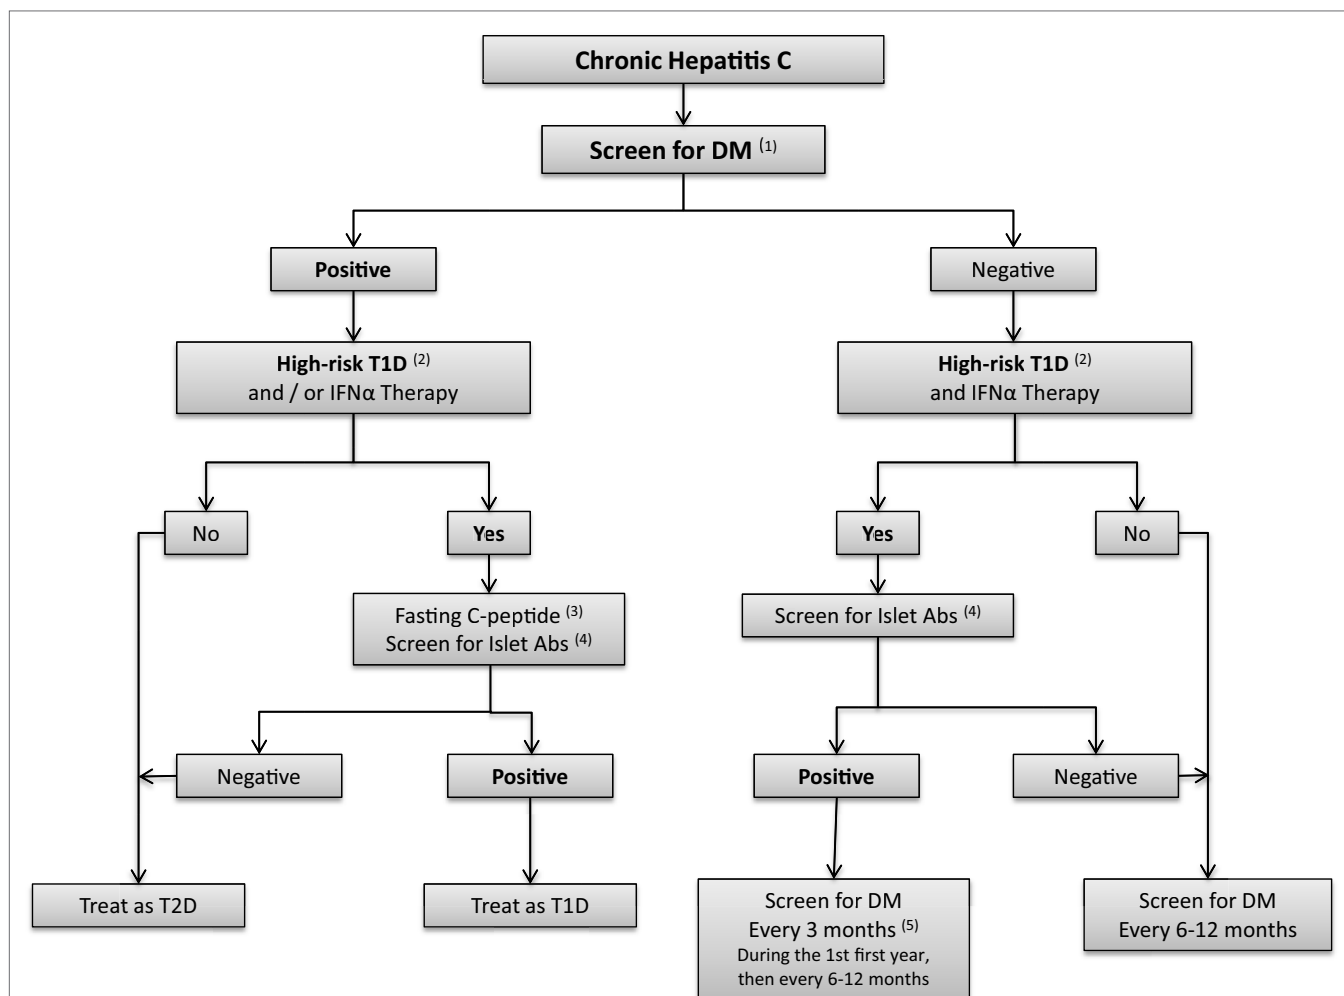 Chronic Hepatitis C
Screen for DM (1)
Positive
Negative
High-risk T1D (2)
and / or IFNα Therapy
High-risk T1D (2)
and IFNα Therapy
No
Yes
Yes
No
Fasting C-peptide (3)
Screen for Islet Abs (4)
Screen for Islet Abs (4)
Negative
Positive
Positive
Negative
Treat as T2D
Treat as T1D
Screen for DM
Every 3 months (5)
During the 1st first year,
then every 6-12 months
Screen for DM
Every 6-12 months